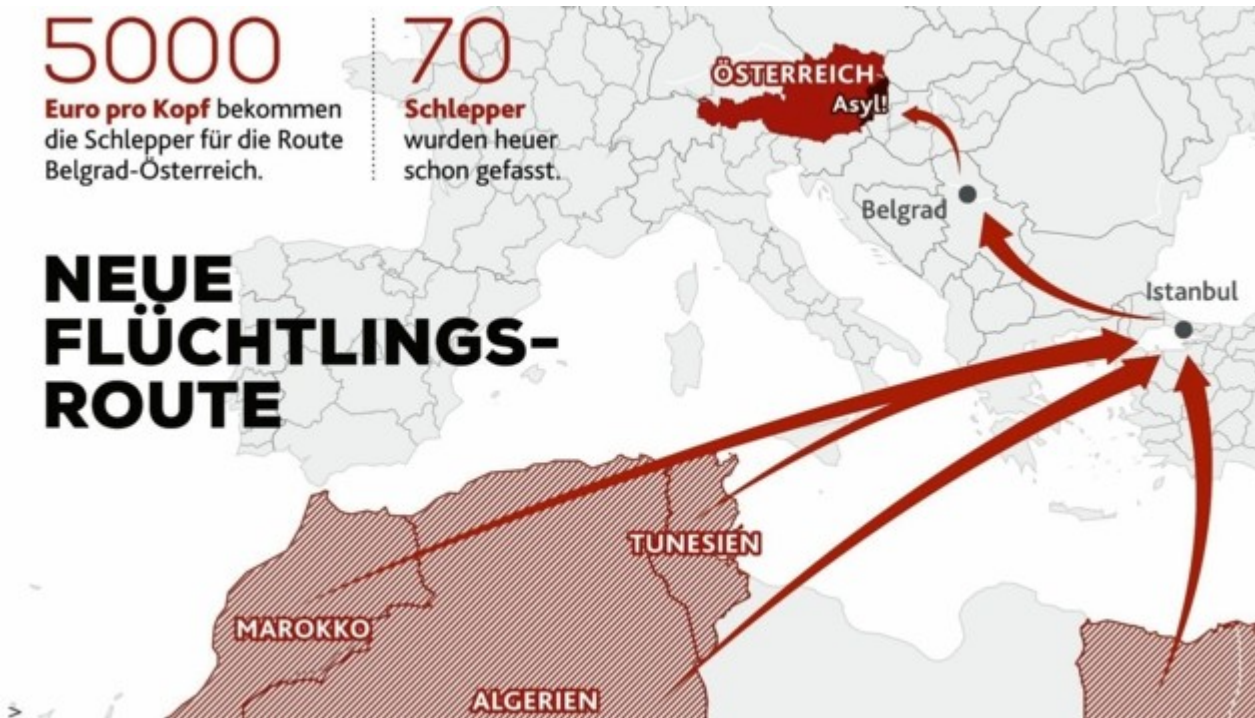 5000
Euro pro Kopf bekommen
die Schlepper für die Route
Belgrad-Österreich.
70
Schlepper
wurden heuer
schon gefasst.
NEUE
FLÜCHTLINGS-
ROUTE
ÖSTERREICH
Asyl!
Belgrad
Istanbul
TUNESIEN
MAROKKO
ALGERIEN